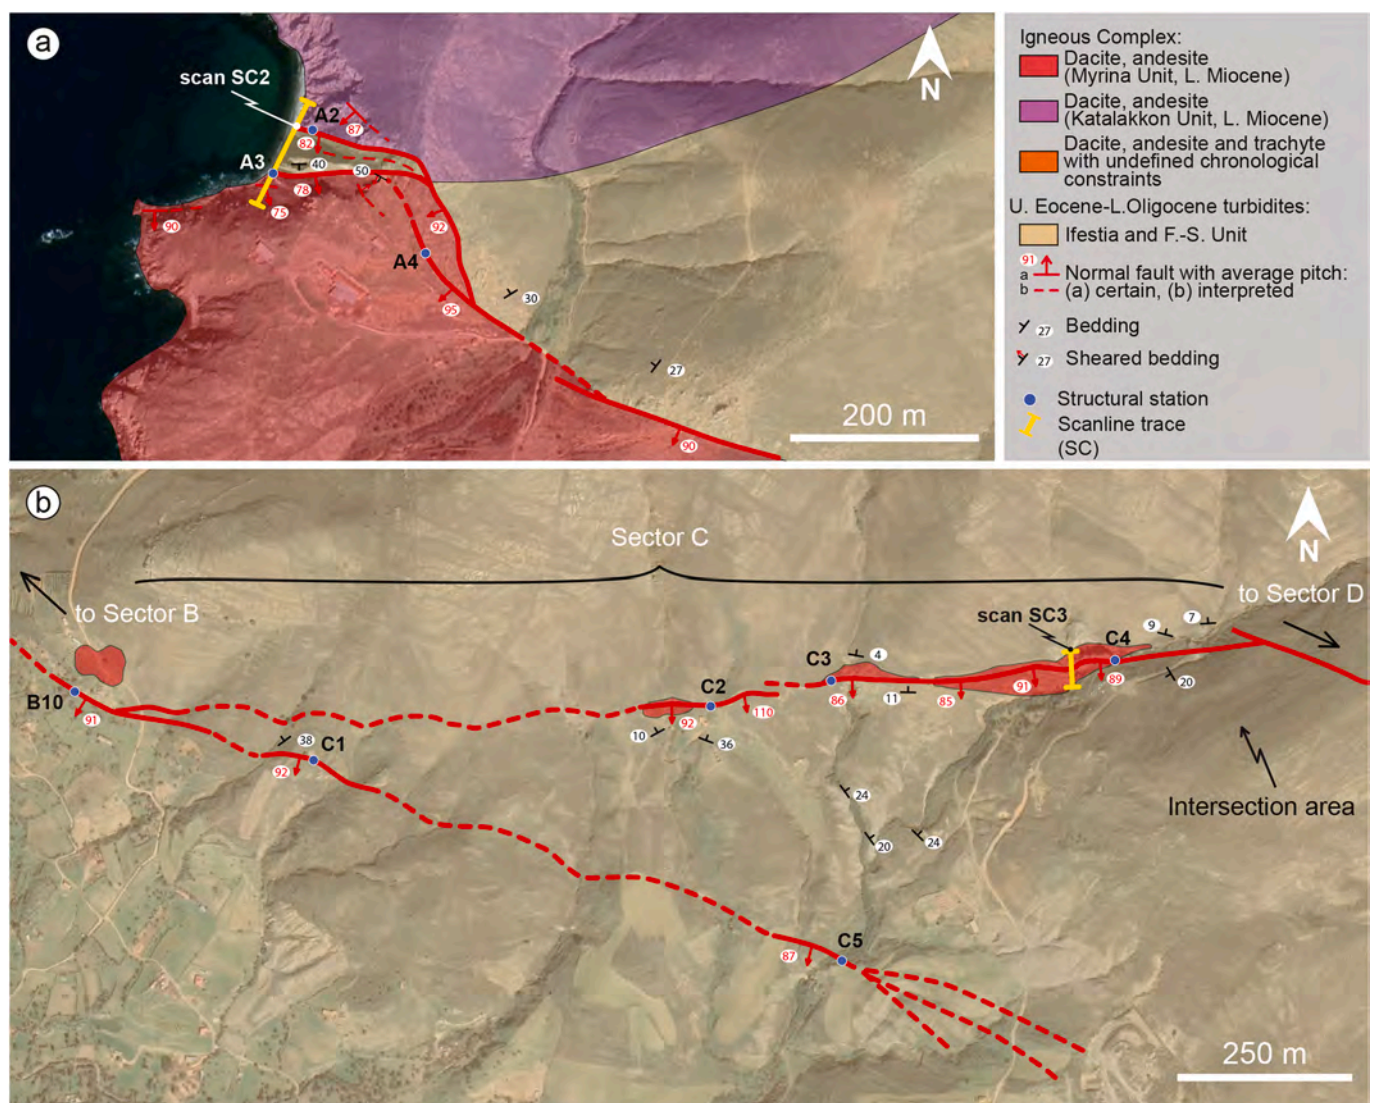 a
scan SC2
A2
87
82
A3
40
50
78
75
90
92
A4
95
30
27
90
N
200 m
Igneous Complex:
Dacite, andesite
(Myrina Unit, L. Miocene)
Dacite, andesite
(Katalakkon Unit, L. Miocene)
Dacite, andesite and trachyte
with undefined chronological
constraints
U. Eocene-L.Oligocene turbidites:
Ifestia and F.-S. Unit
91
a
Normal fault with average pitch:
b
(a) certain, (b) interpreted
27 Bedding
27 Sheared bedding
Structural station
Scanline trace
(SC)
b
N
Sector C
to Sector B
to Sector D
scan SC3
9
7
C4
C3
4
20
B10
91
C2
86
11
85
91
89
110
92
10
36
38
C1
92
24
20
24
Intersection area
C5
87
250 m